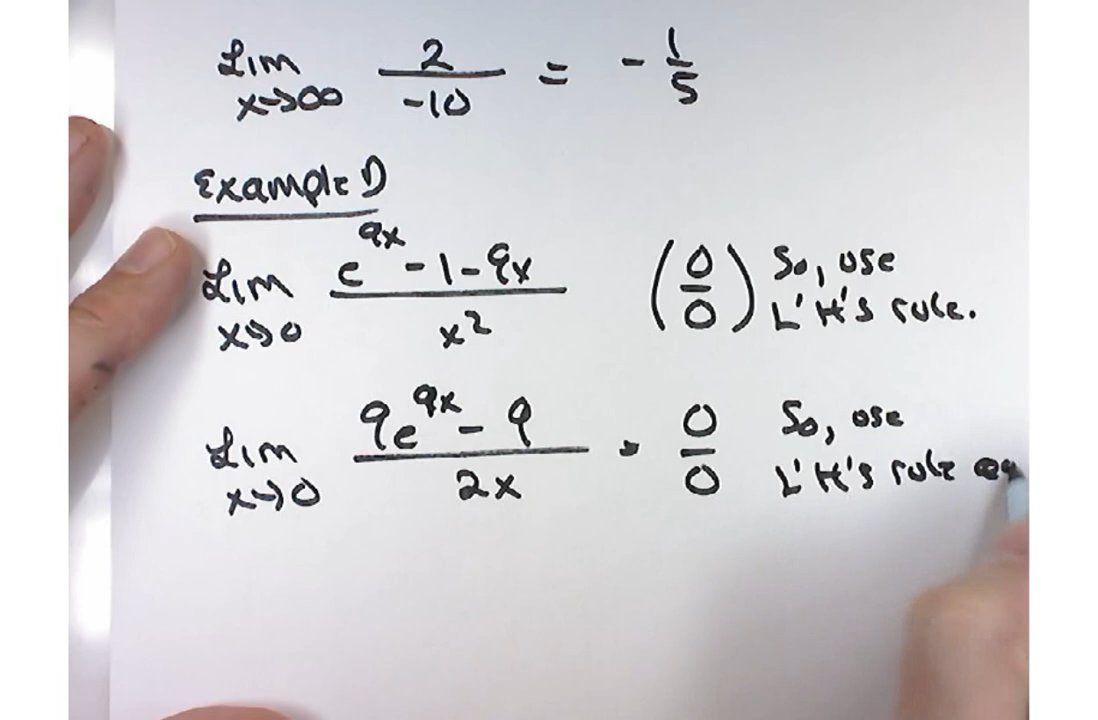 Lim x→∞ 2/-10 = - 1/5
Example D
Lim x→0 (e^9x - 1 - 9x)/x^2 (0/0) So, use
L'H's rule.
Lim x→0 (9e^9x - 9)/2x = 0/0 So, use
L'H's rule